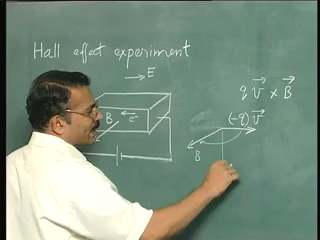 Hall effect experiment
→ E
q v⃗ × B⃗
B e⁻
(-q) v⃗
B